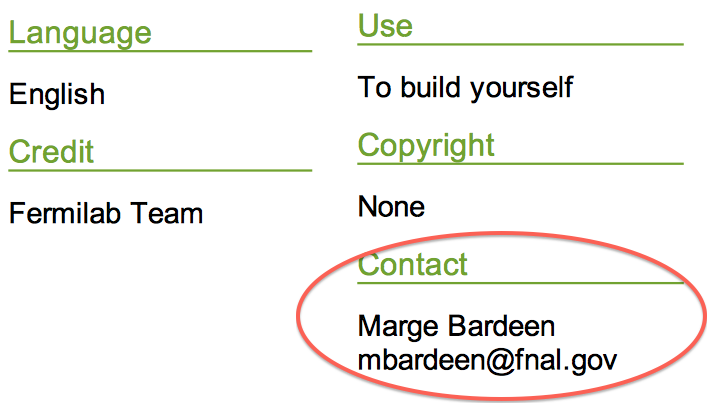 Language
English
Credit
Fermilab Team
Use
To build yourself
Copyright
None
Contact
Marge Bardeen
mbardeen@fnal.gov